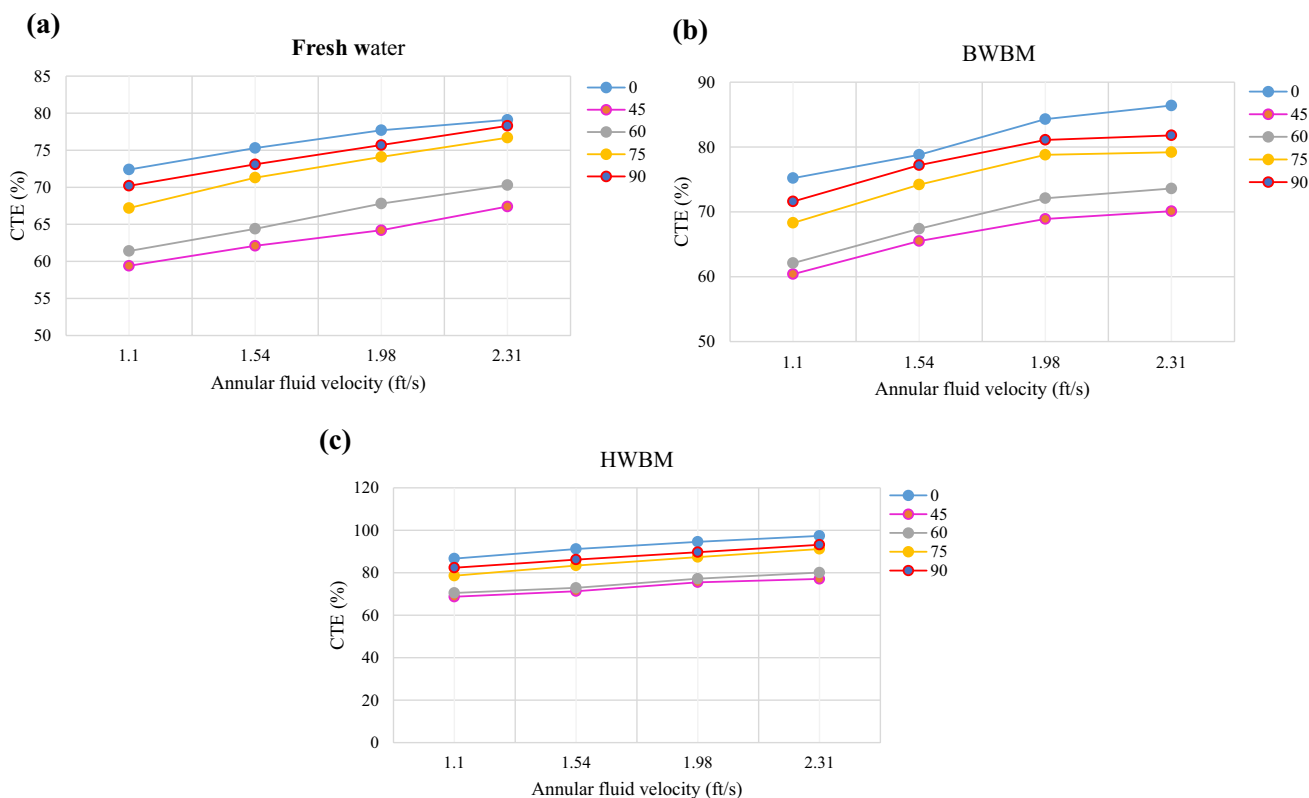 (a)
Fresh water
85
80
75
70
65
60
55
50
CTE (%)
1.1 1.54 1.98 2.31
Annular fluid velocity (ft/s)
0
45
60
75
90
(b)
BWBM
90
80
70
60
50
CTE (%)
1.1 1.54 1.98 2.31
Annular fluid velocity (ft/s)
0
45
60
75
90
(c)
HWBM
120
100
80
60
40
20
0
CTE (%)
1.1 1.54 1.98 2.31
Annular fluid velocity (ft/s)
0
45
60
75
90